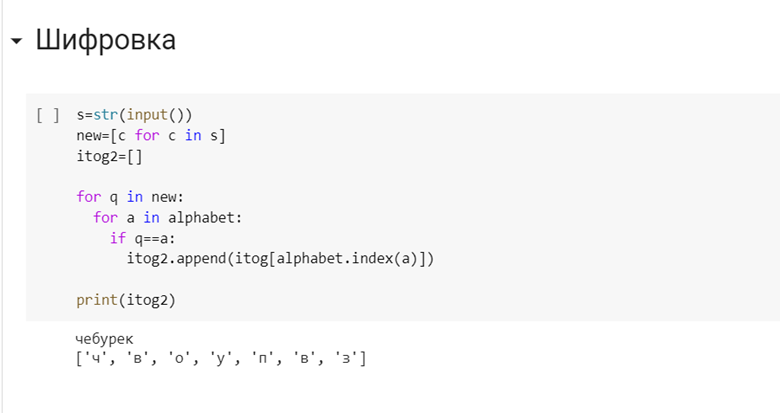 Шифровка
[ ] s=str(input())
new=[c for c in s]
itog2=[]
for q in new:
for a in alphabet:
if q==a:
itog2.append(itog[alphabet.index(a)])
print(itog2)
чебурек
['ч', 'в', 'о', 'у', 'п', 'в', 'з']